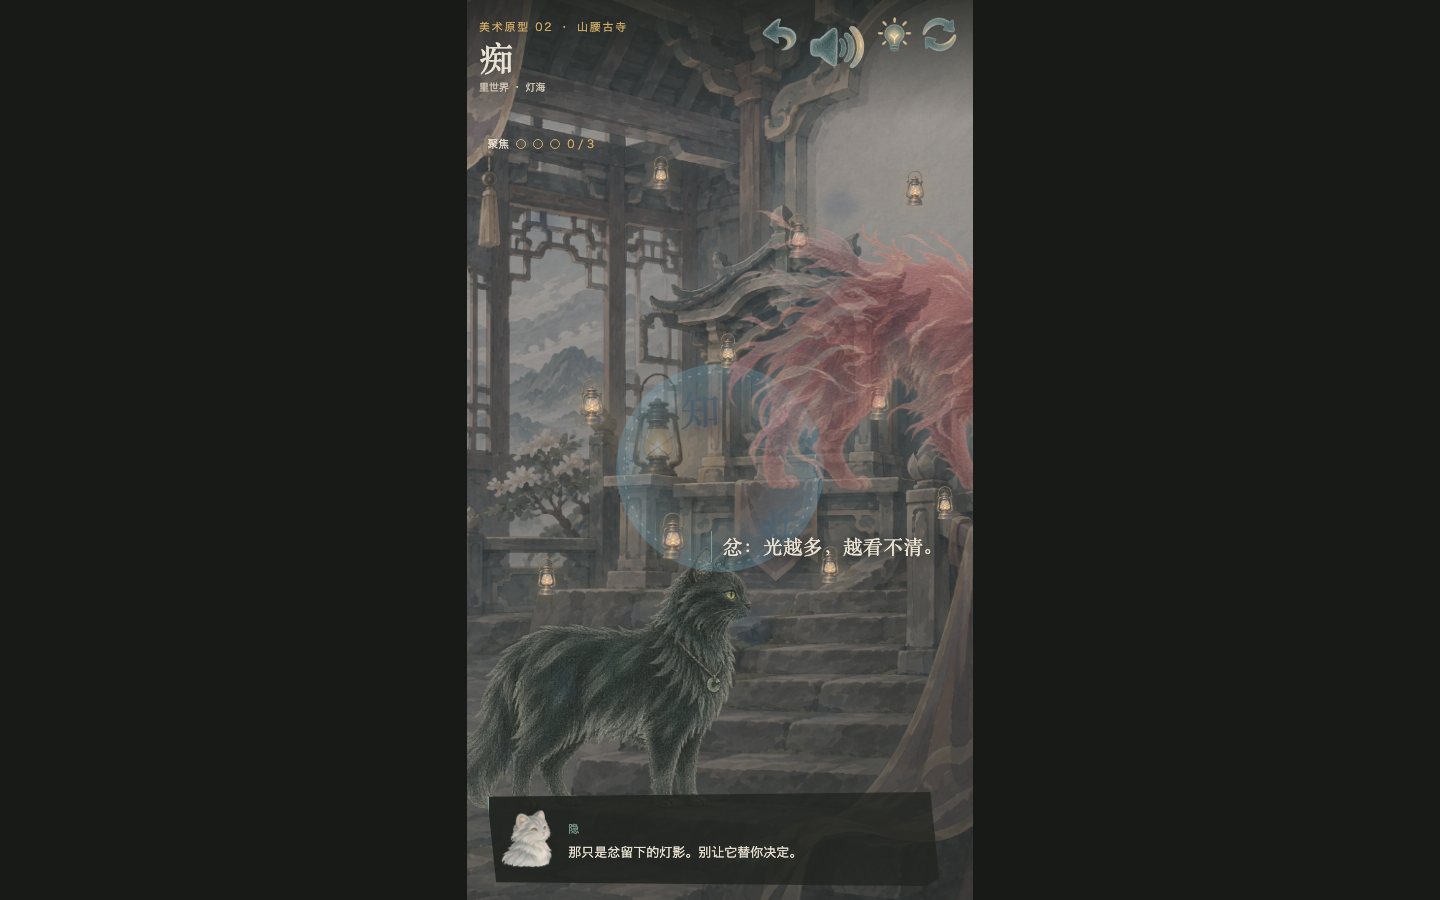 美术原型 02 · 山腰古寺
痴
里世界 · 灯海
聚焦 0/3
知
忿：光越多，越看不清。
隐
那只是忿留下的灯影。别让它替你决定。